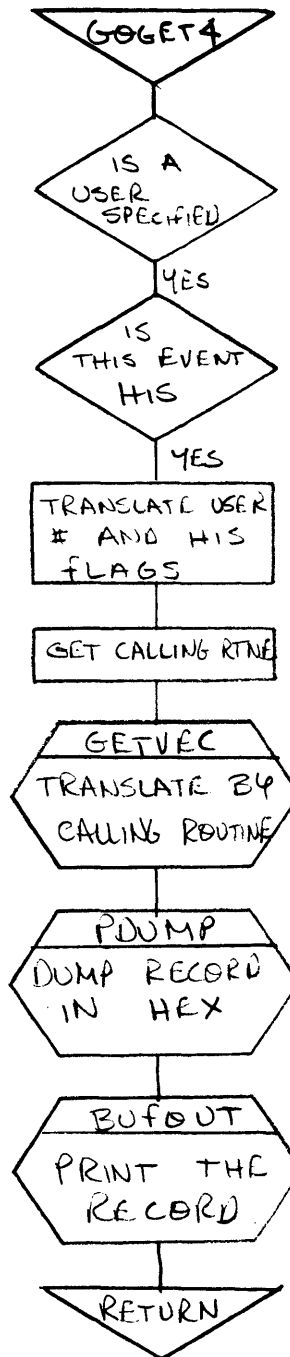 GOGET4
IS A
USER
SPECIFIED
YES
IS
THIS EVENT
HIS
YES
TRANSLATE USER
# AND HIS
FLAGS
GET CALLING RTNE
GETVEC
TRANSLATE BY
CALLING ROUTINE
PDUMP
DUMP RECORD
IN HEX
BUFOUT
PRINT THE
RECORD
RETURN